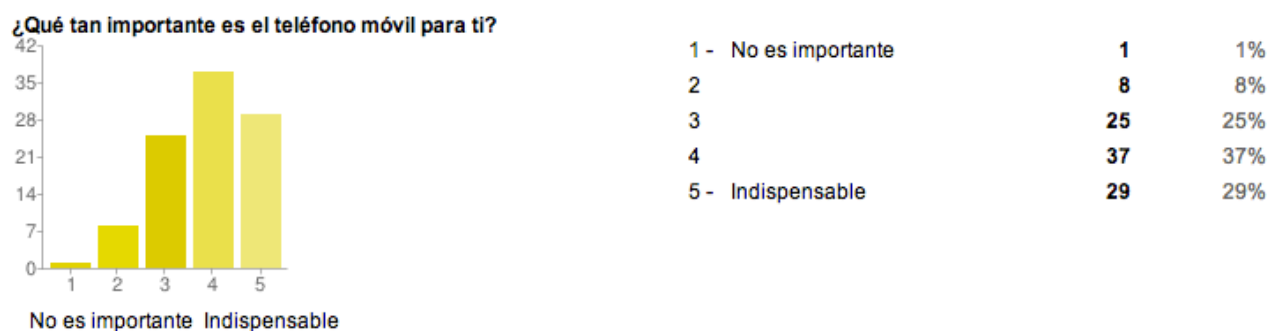 ¿Qué tan importante es el teléfono móvil para ti?
42
35
28
21
14
7
0
1 2 3 4 5
No es importante Indispensable
1 - No es importante 1 1%
2 8 8%
3 25 25%
4 37 37%
5 - Indispensable 29 29%